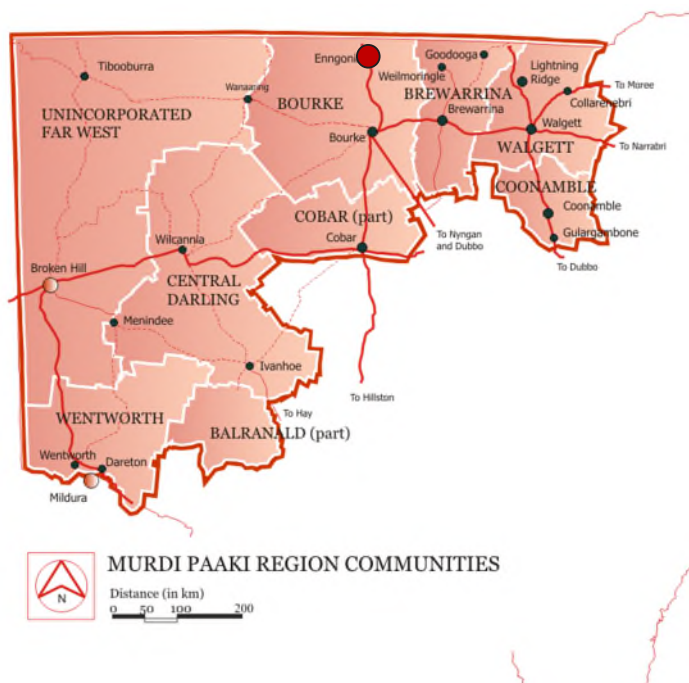 Enngoni
Goodooga
Tibooburra
Weilmoringle
Lightning
Ridge
To Moree
Wanaaring
BOURKE
BREWARRINA
Collarenebri
UNINCORPORATED
FAR WEST
Brewarrina
Walgett
Bourke
WALGETT
To Narrabri
COONAMBLE
COBAR (part)
Coonamble
Wilcannia
Cobar
To Nyngan
and Dubbo
Gulargambone
To Dubbo
Broken Hill
CENTRAL
DARLING
Menindee
Ivanhoe
To Hillston
To Hay
WENTWORTH
BALRANALD (part)
Wentworth
Dareton
Mildura
MURDI PAAKI REGION COMMUNITIES
N
Distance (in km)
0 50 100 200